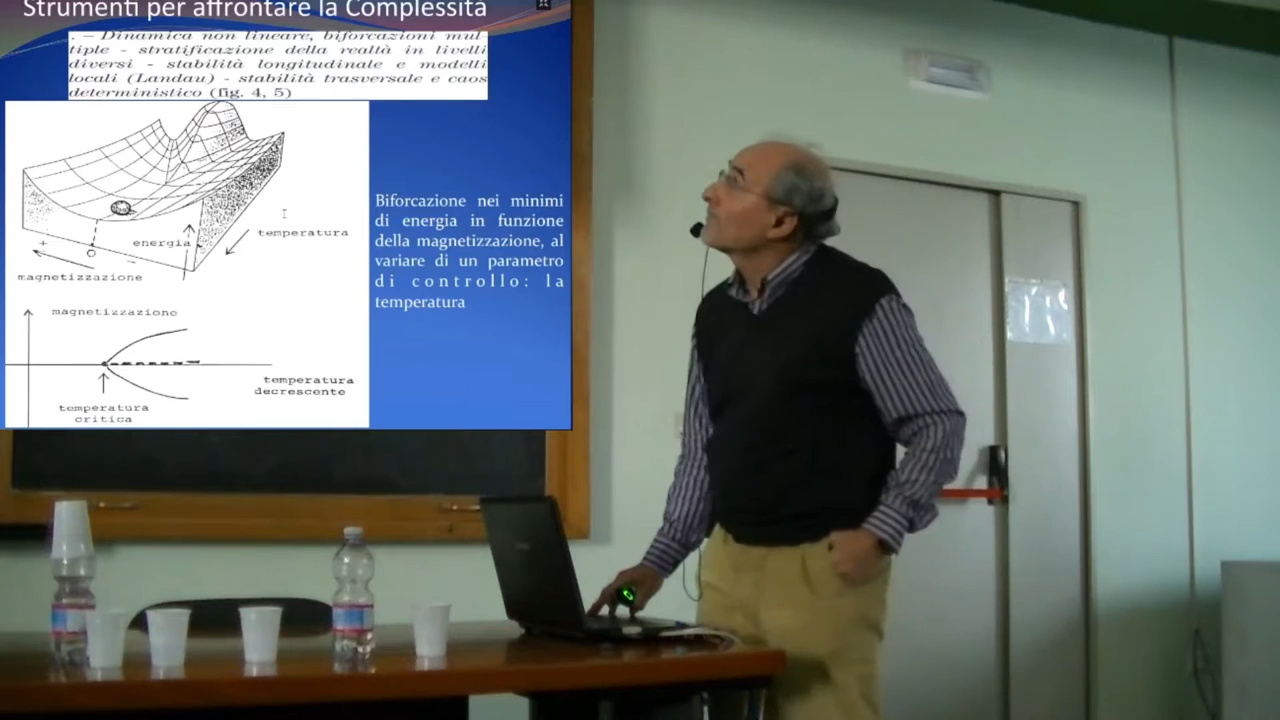 Strumenti per affrontare la Complessità
. — Dinamica non lineare, biforcazioni mul-
tiple - stratificazione della realtà in livelli
diversi - stabilità longitudinale e modelli
locali (Landau) - stabilità trasversale e caos
deterministico (fig. 4, 5)
energia
temperatura
+
-
magnetizzazione
Biforcazione nei minimi
di energia in funzione
della magnetizzazione, al
variare di un parametro
di controllo: la
temperatura
magnetizzazione
temperatura
decrescente
temperatura
critica